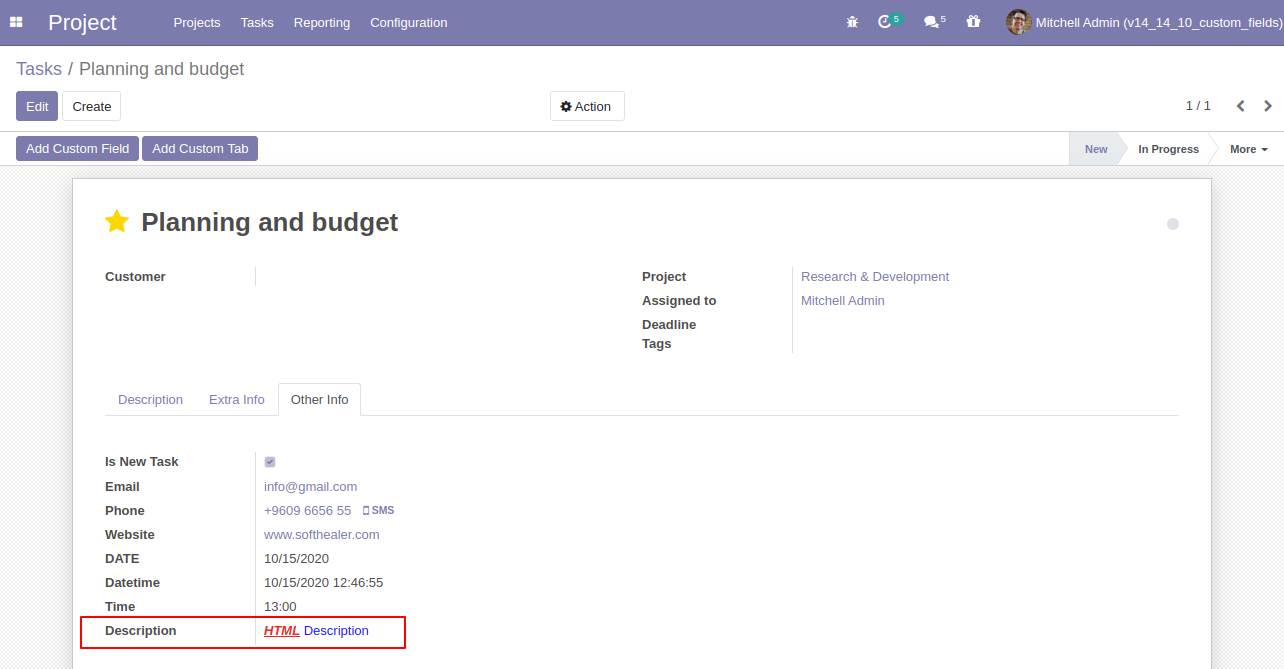 Project Projects Tasks Reporting Configuration 5 5 Mitchell Admin (v14_14_10_custom_fields)
Tasks / Planning and budget
Edit Create Action 1 / 1
Add Custom Field Add Custom Tab New In Progress More
Planning and budget
Customer Project Research & Development
Assigned to Mitchell Admin
Deadline
Tags
Description Extra Info Other Info
Is New Task
Email info@gmail.com
Phone +9609 6656 55 SMS
Website www.softhealer.com
DATE 10/15/2020
Datetime 10/15/2020 12:46:55
Time 13:00
Description HTML Description